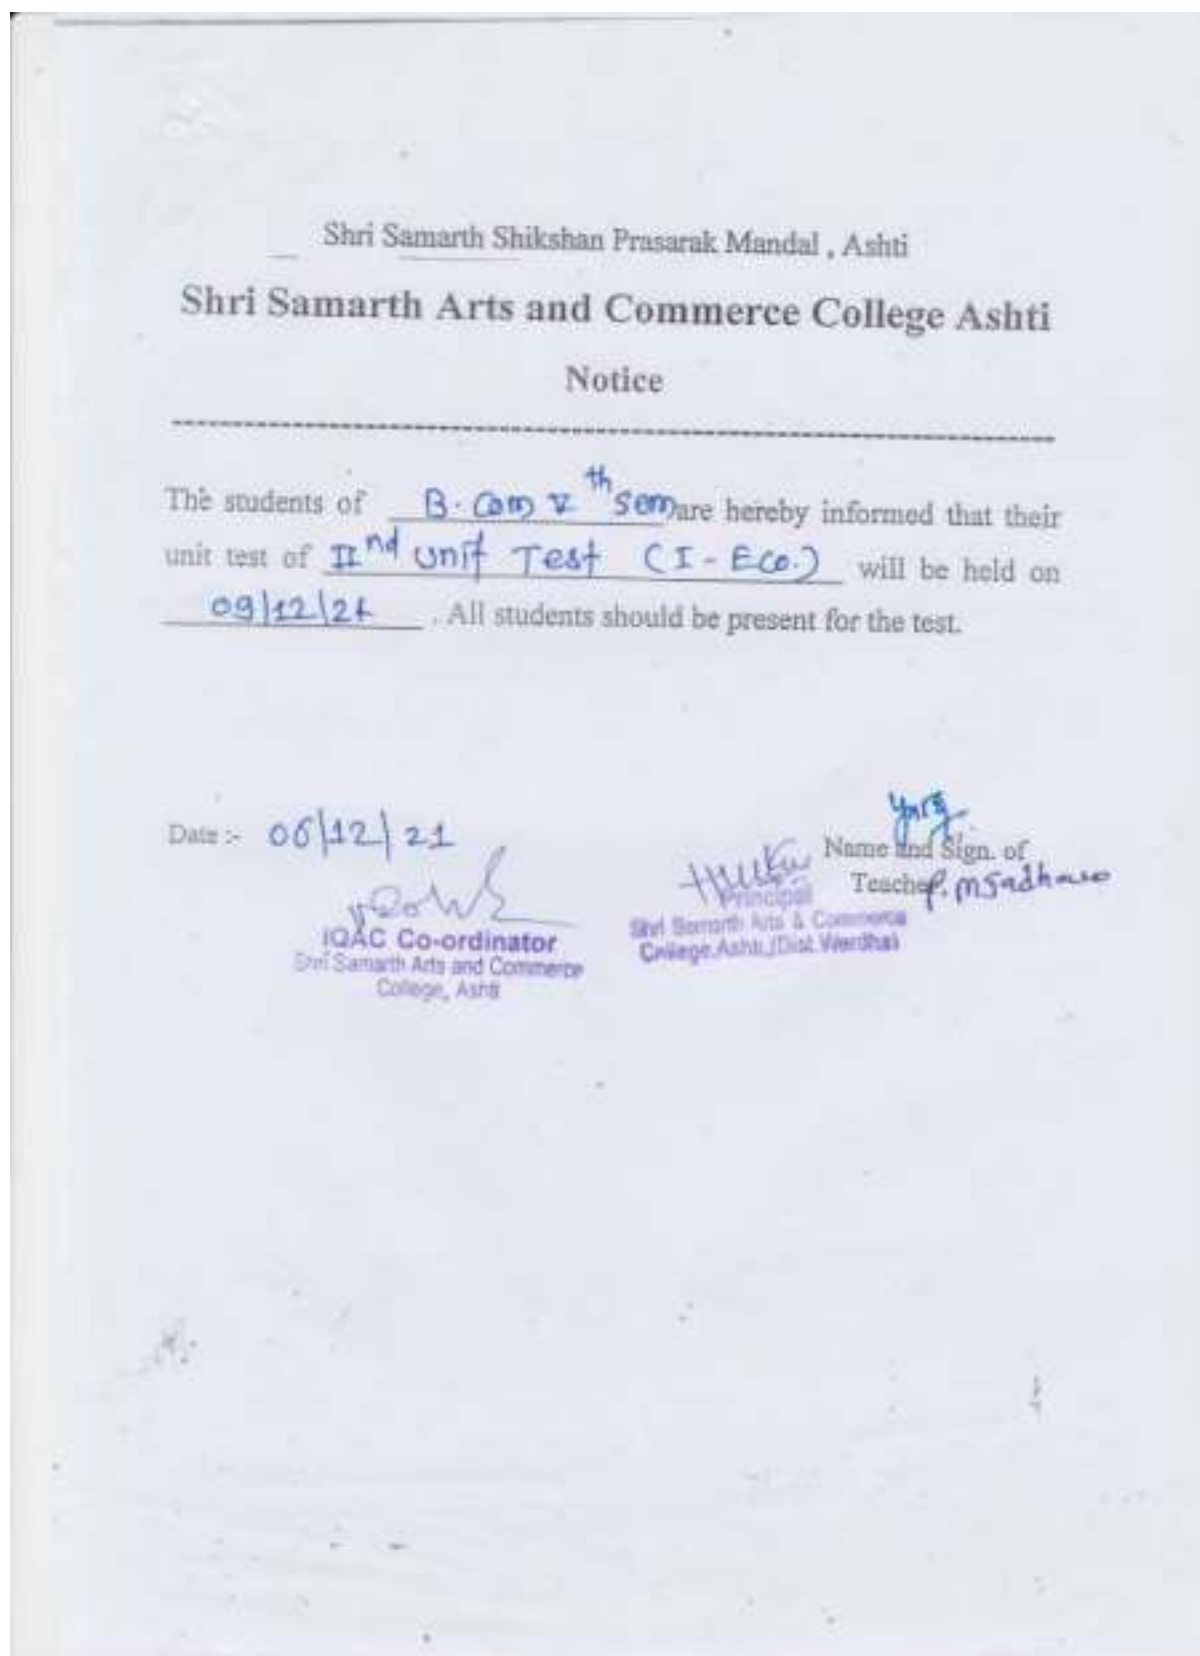 Shri Samarth Shikshan Prasarak Mandal , Ashti
Shri Samarth Arts and Commerce College Ashti
Notice
The students of B. Com V th Sem are hereby informed that their
unit test of II nd Unit Test (I - Eco.) will be held on
09/12/21 . All students should be present for the test.
Date :- 06/12/21
Name and Sign. of
Teacher
Principal
Shri Samarth Arts & Commerce
College, Ashti, (Dist. Wardha)
IQAC Co-ordinator
Shri Samarth Arts and Commerce
College, Ashti